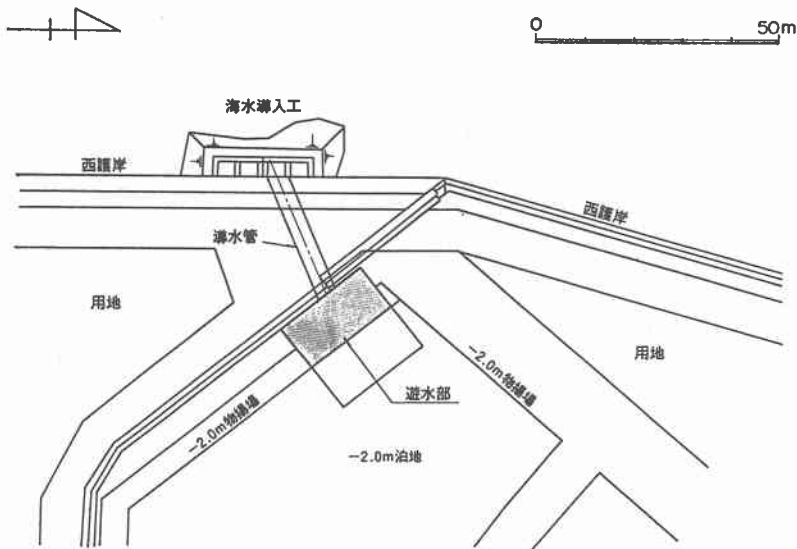 0 50m
海水導入工
西護岸
西護岸
導水管
用地
用地
-2.0m物揚場
遊水部
-2.0m物揚場
-2.0m泊地